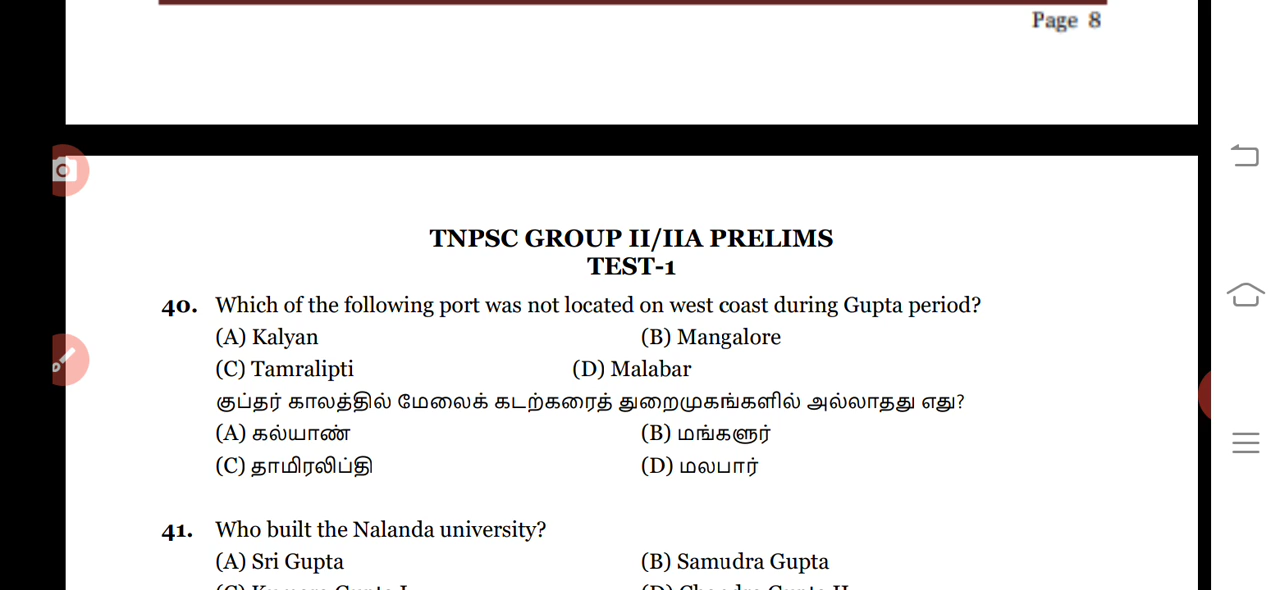 Page 8
TNPSC GROUP II/IIA PRELIMS
TEST-1
40. Which of the following port was not located on west coast during Gupta period?
(A) Kalyan (B) Mangalore
(C) Tamralipti (D) Malabar
குப்தர் காலத்தில் மேலைக் கடற்கரைத் துறைமுகங்களில் அல்லாதது எது?
(A) கல்யாண் (B) மங்களுர்
(C) தாமிரலிப்தி (D) மலபார்
41. Who built the Nalanda university?
(A) Sri Gupta (B) Samudra Gupta